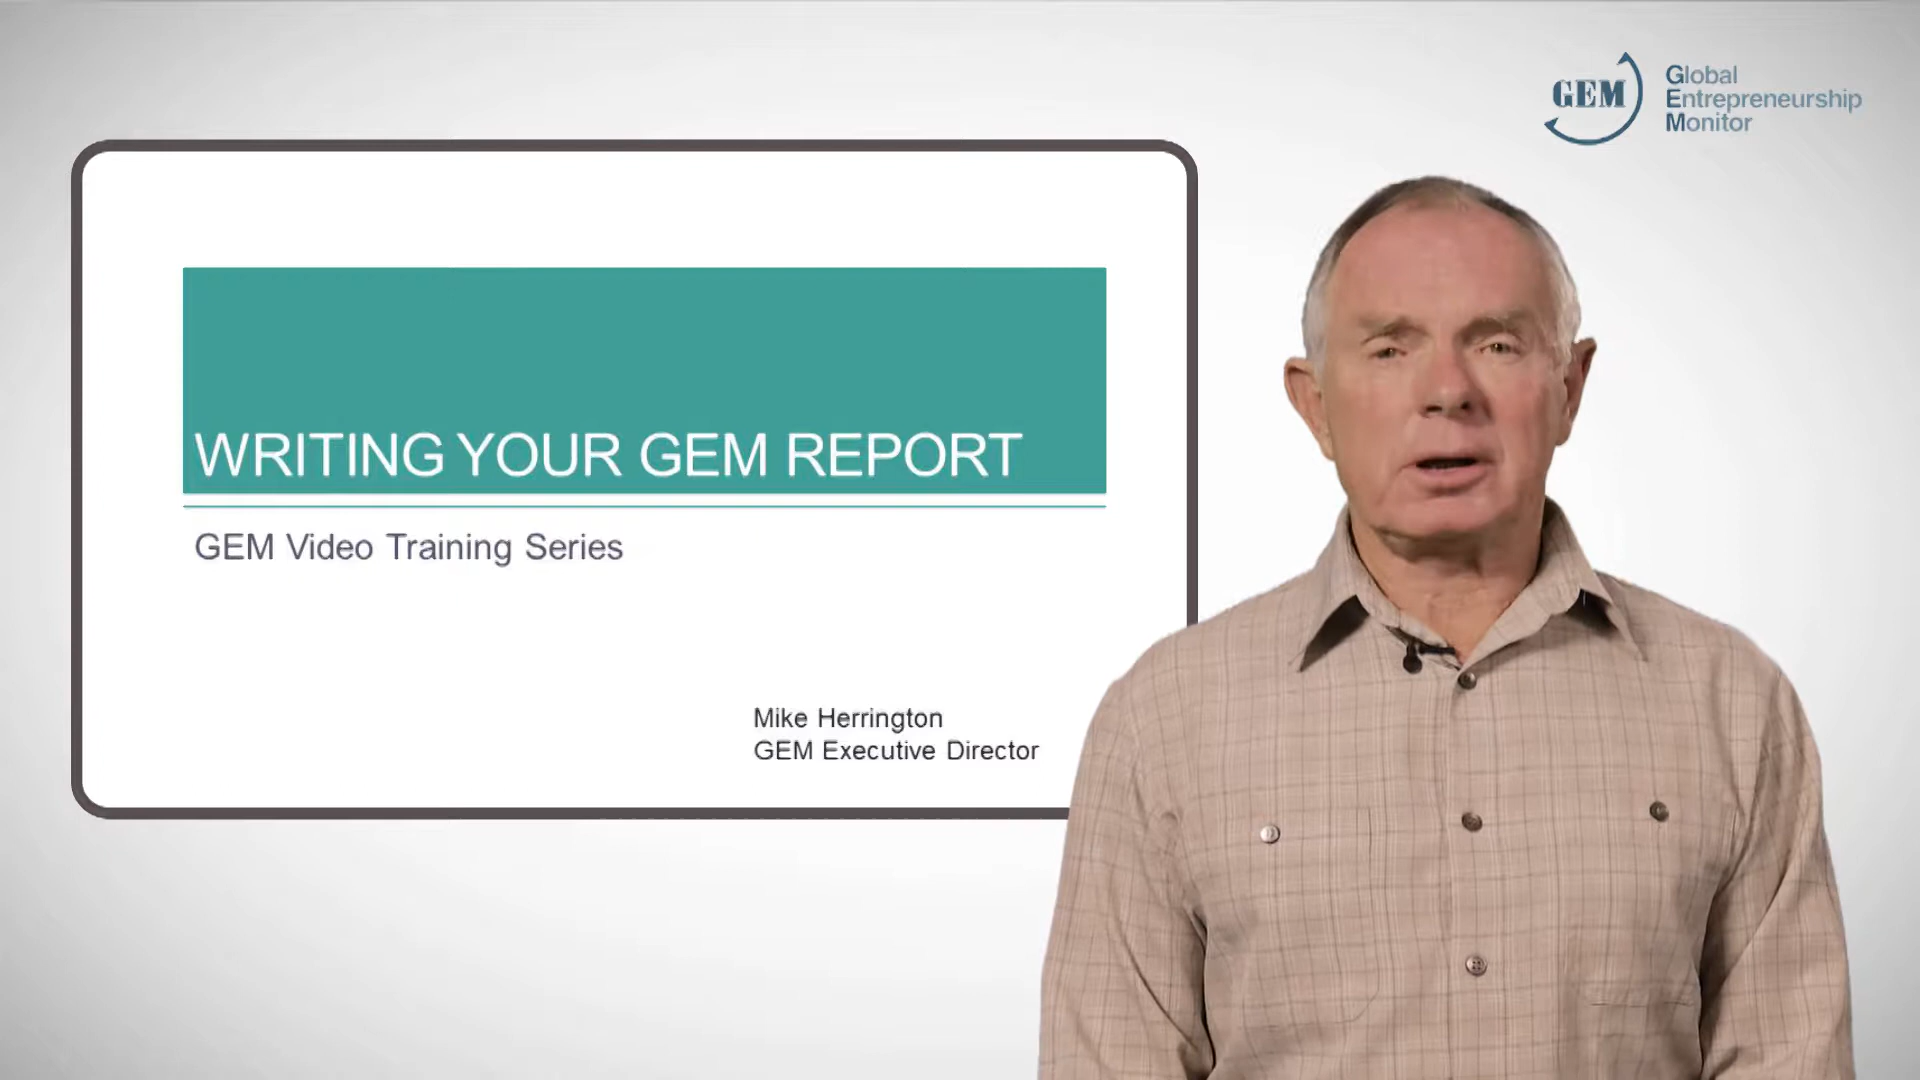 GEM
Global
Entrepreneurship
Monitor
WRITING YOUR GEM REPORT
GEM Video Training Series
Mike Herrington
GEM Executive Director